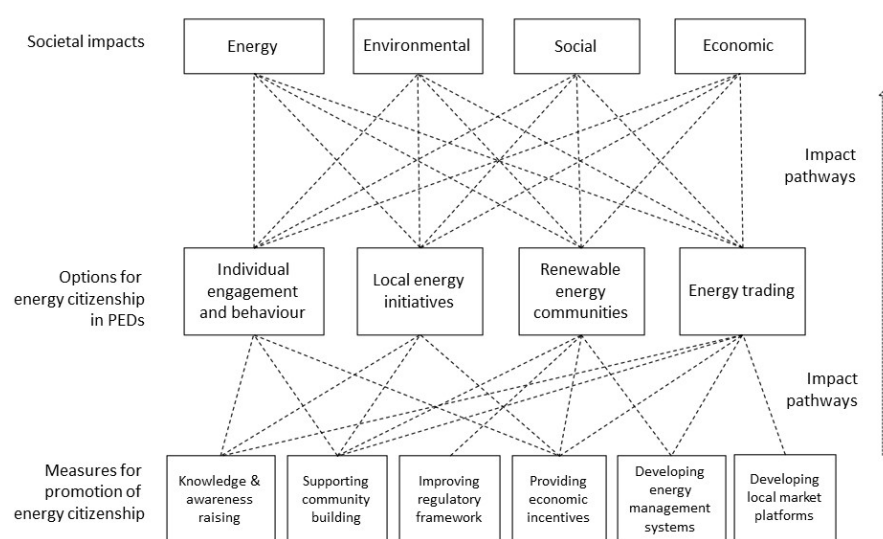 Societal impacts
Energy
Environmental
Social
Economic
Impact
pathways
Options for
energy citizenship
in PEDs
Individual
engagement
and behaviour
Local energy
initiatives
Renewable
energy
communities
Energy trading
Impact
pathways
Measures for
promotion of
energy citizenship
Knowledge &
awareness
raising
Supporting
community
building
Improving
regulatory
framework
Providing
economic
incentives
Developing
energy
management
systems
Developing
local market
platforms